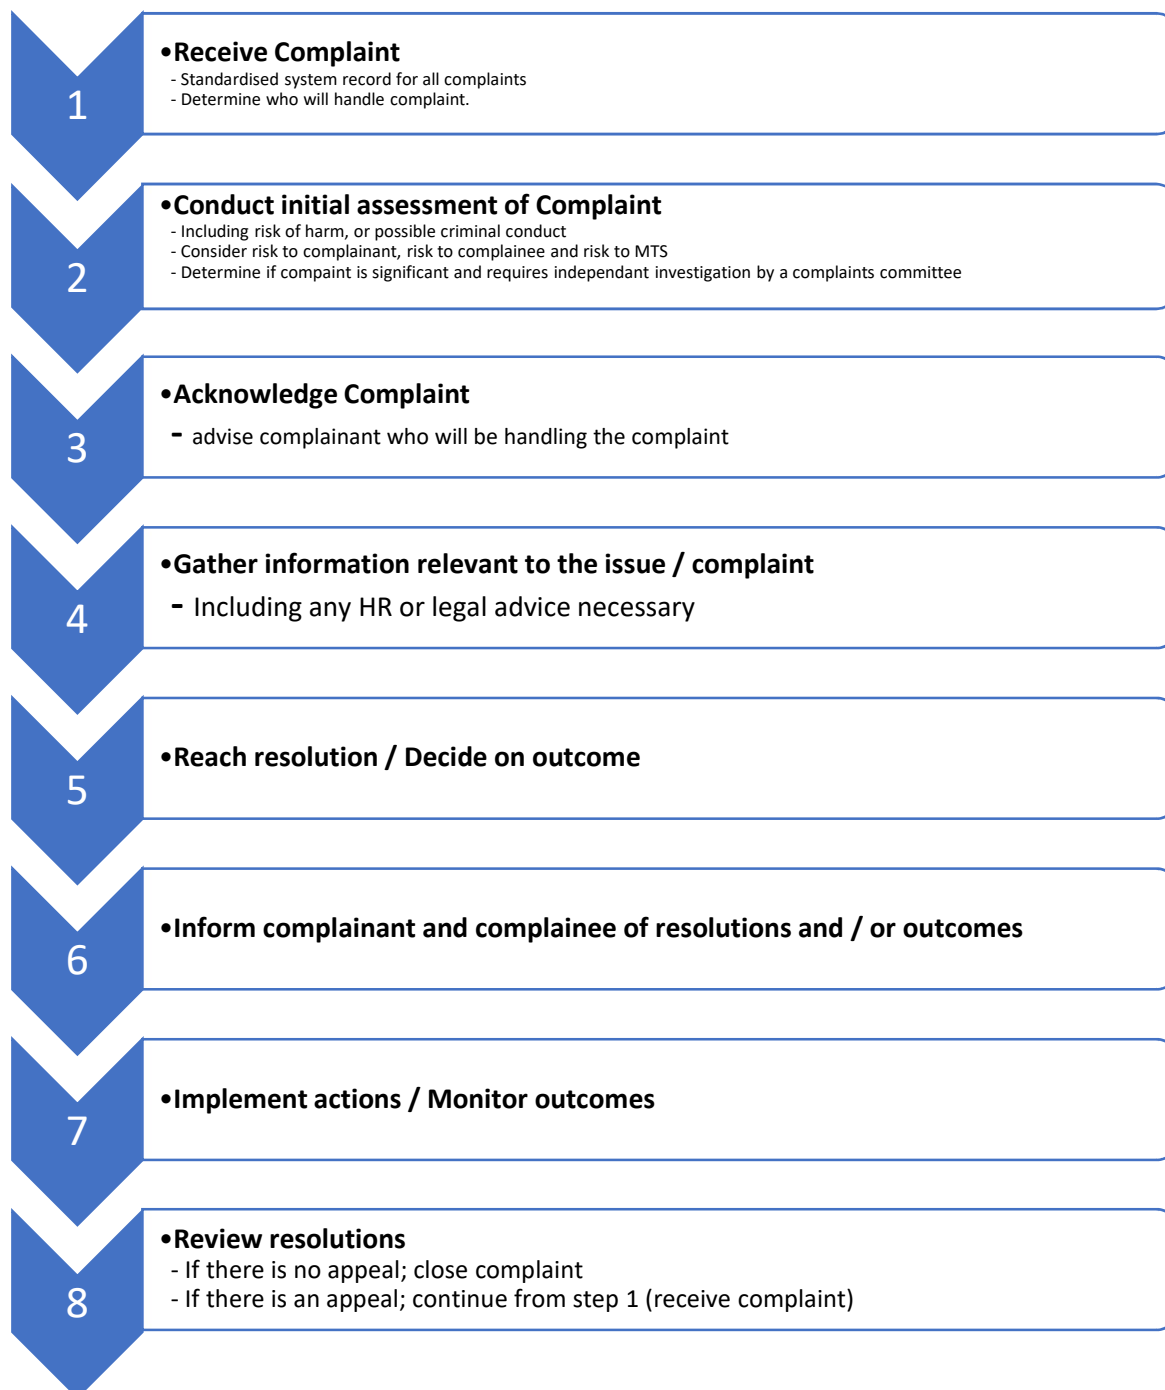 1
•Receive Complaint
- Standardised system record for all complaints
- Determine who will handle complaint.
2
•Conduct initial assessment of Complaint
- Including risk of harm, or possible criminal conduct
- Consider risk to complainant, risk to complainee and risk to MTS
- Determine if compaint is significant and requires independant investigation by a complaints committee
3
•Acknowledge Complaint
- advise complainant who will be handling the complaint
4
•Gather information relevant to the issue / complaint
- Including any HR or legal advice necessary
5
•Reach resolution / Decide on outcome
6
•Inform complainant and complainee of resolutions and / or outcomes
7
•Implement actions / Monitor outcomes
8
•Review resolutions
- If there is no appeal; close complaint
- If there is an appeal; continue from step 1 (receive complaint)